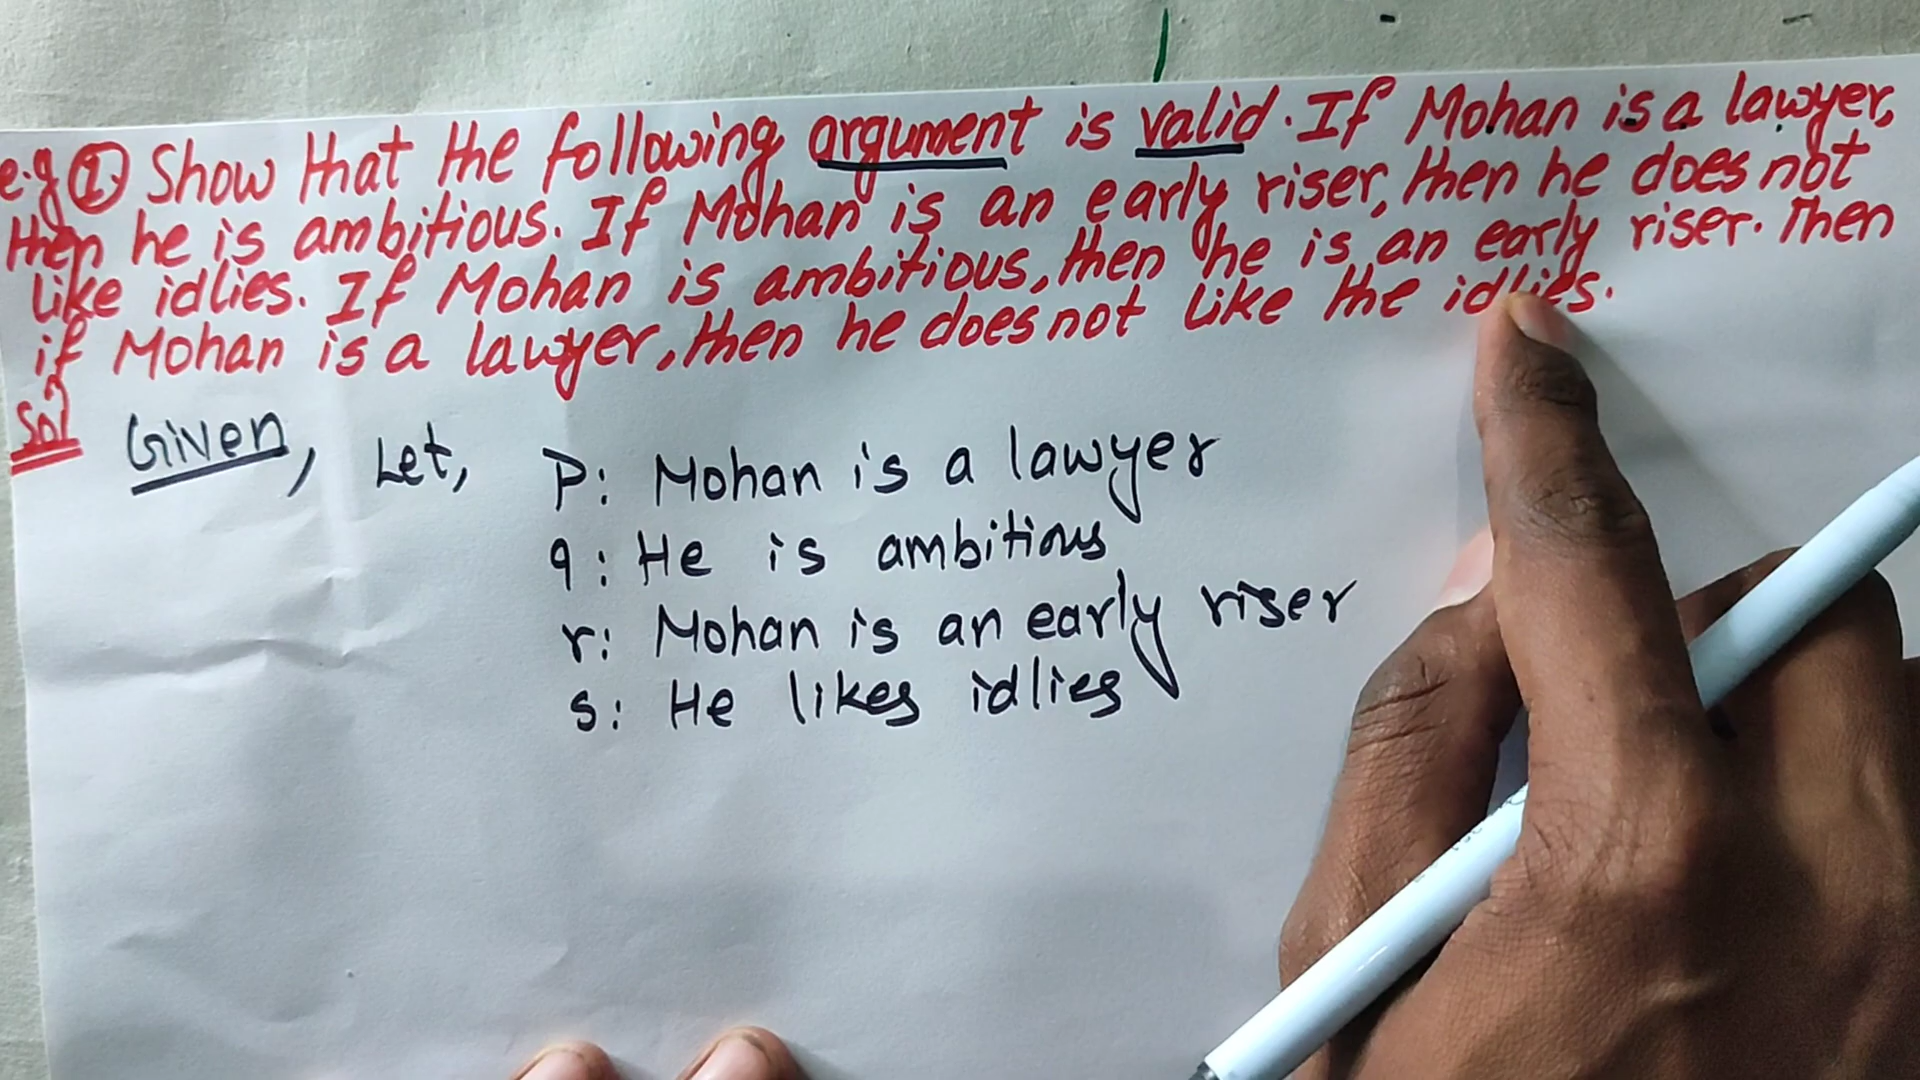 e.g ① Show that the following argument is valid. If Mohan is a lawyer,
then he is ambitious. If Mohan is an early riser, then he does not
like idlies. If Mohan is ambitious, then he is an early riser. Then
if Mohan is a lawyer, then he does not like the idlies.
Sol Given, Let, P: Mohan is a lawyer
q: He is ambitious
r: Mohan is an early riser
s: He likes idlies